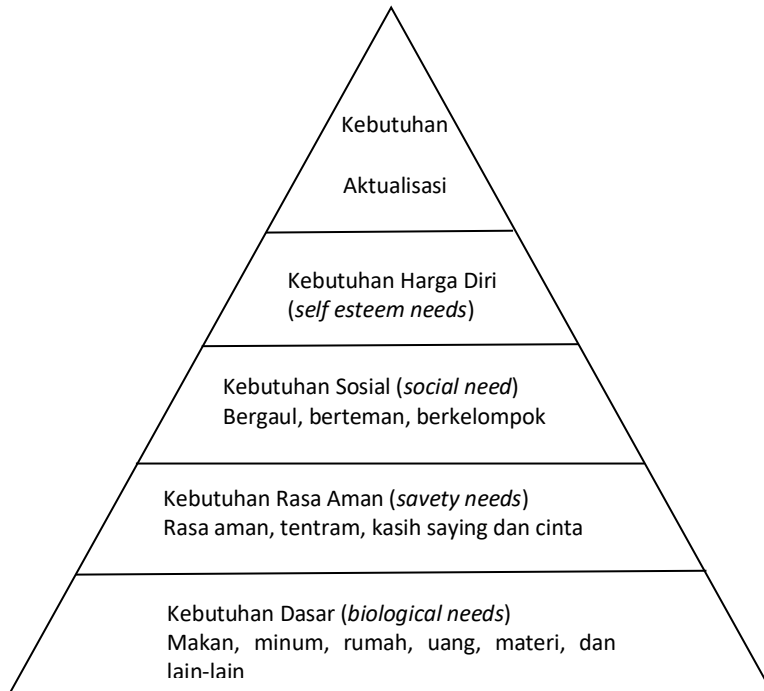 Kebutuhan
Aktualisasi
Kebutuhan Harga Diri
(self esteem needs)
Kebutuhan Sosial (social need)
Bergaul, berteman, berkelompok
Kebutuhan Rasa Aman (savety needs)
Rasa aman, tentram, kasih saying dan cinta
Kebutuhan Dasar (biological needs)
Makan, minum, rumah, uang, materi, dan
lain-lain